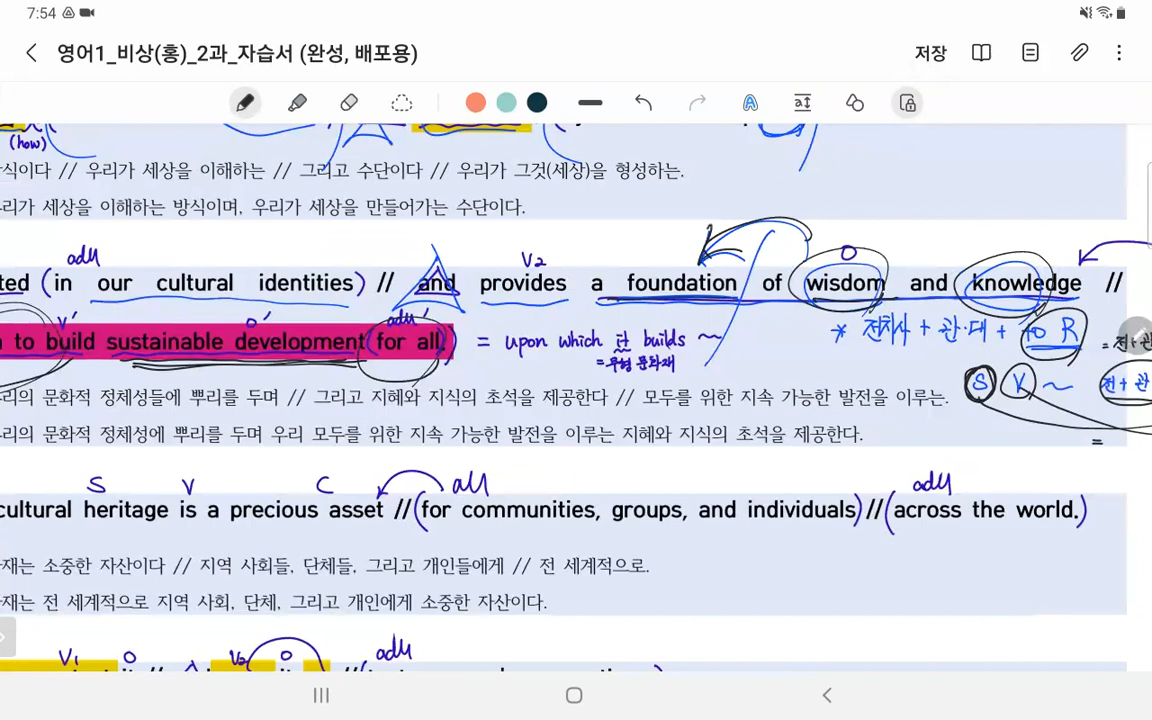 7:54
영어1_비상(홍)_2과_자습서 (완성, 배포용) 저장
(how)
식이다 // 우리가 세상을 이해하는 // 그리고 수단이다 // 우리가 그것(세상)을 형성하는.
리가 세상을 이해하는 방식이며, 우리가 세상을 만들어가는 수단이다.
adu V2 O
ted (in our cultural identities) // and provides a foundation of wisdom and knowledge //
V' O' adu'
to build sustainable development (for all.) = upon which 큰 builds ~ * 전치사 + 관·대 + to R
= 무형 문화재
S V ~ 전+관
리의 문화적 정체성들에 뿌리를 두며 // 그리고 지혜와 지식의 초석을 제공한다 // 모두를 위한 지속 가능한 발전을 이루는.
리의 문화적 정체성에 뿌리를 두며 우리 모두를 위한 지속 가능한 발전을 이루는 지혜와 지식의 초석을 제공한다. =
S V C adu
cultural heritage is a precious asset // (for communities, groups, and individuals) // (across the world.)
재는 소중한 자산이다 // 지역 사회들, 단체들, 그리고 개인들에게 // 전 세계적으로.
재는 전 세계적으로 지역 사회, 단체, 그리고 개인에게 소중한 자산이다.
V1 O V2 O adu